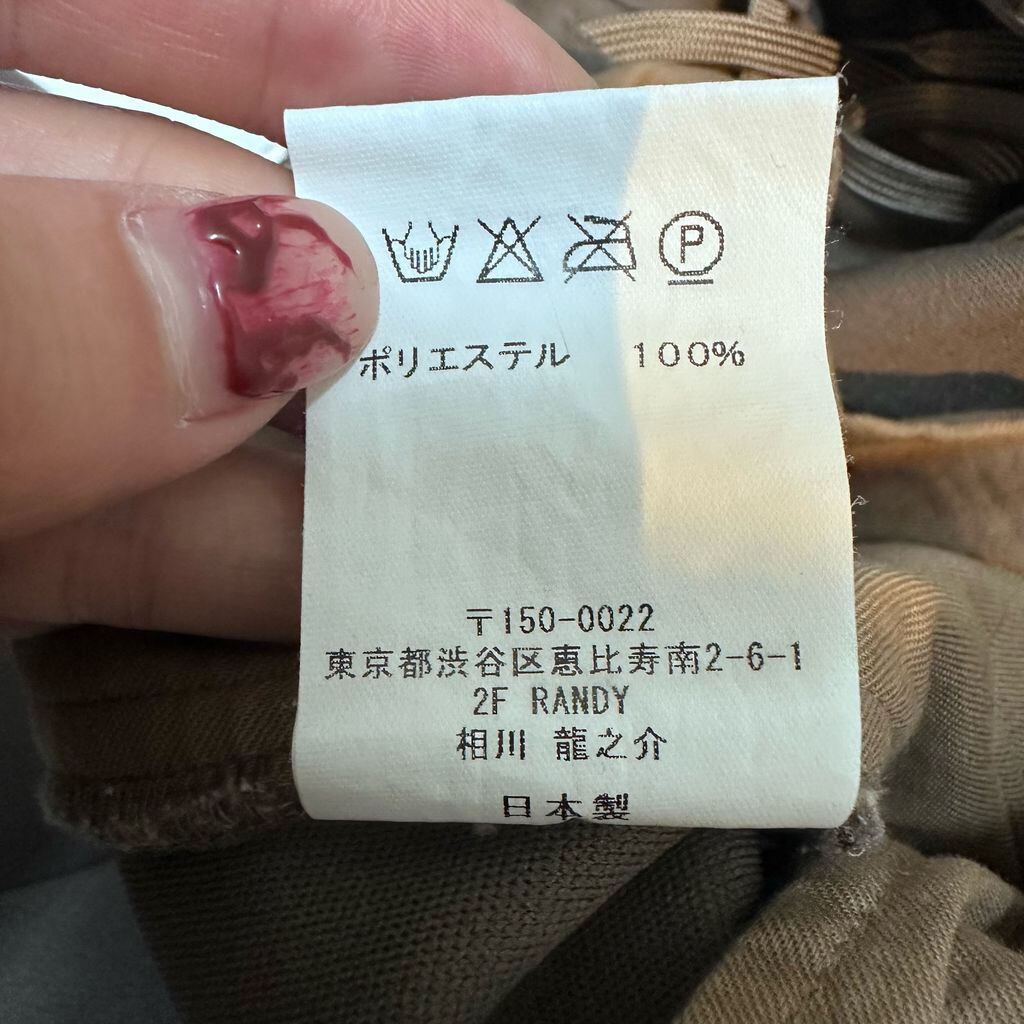 P
ポリエステル 100%
〒150-0022
東京都渋谷区恵比寿南2-6-1
2F RANDY
相川 龍之介
日本製